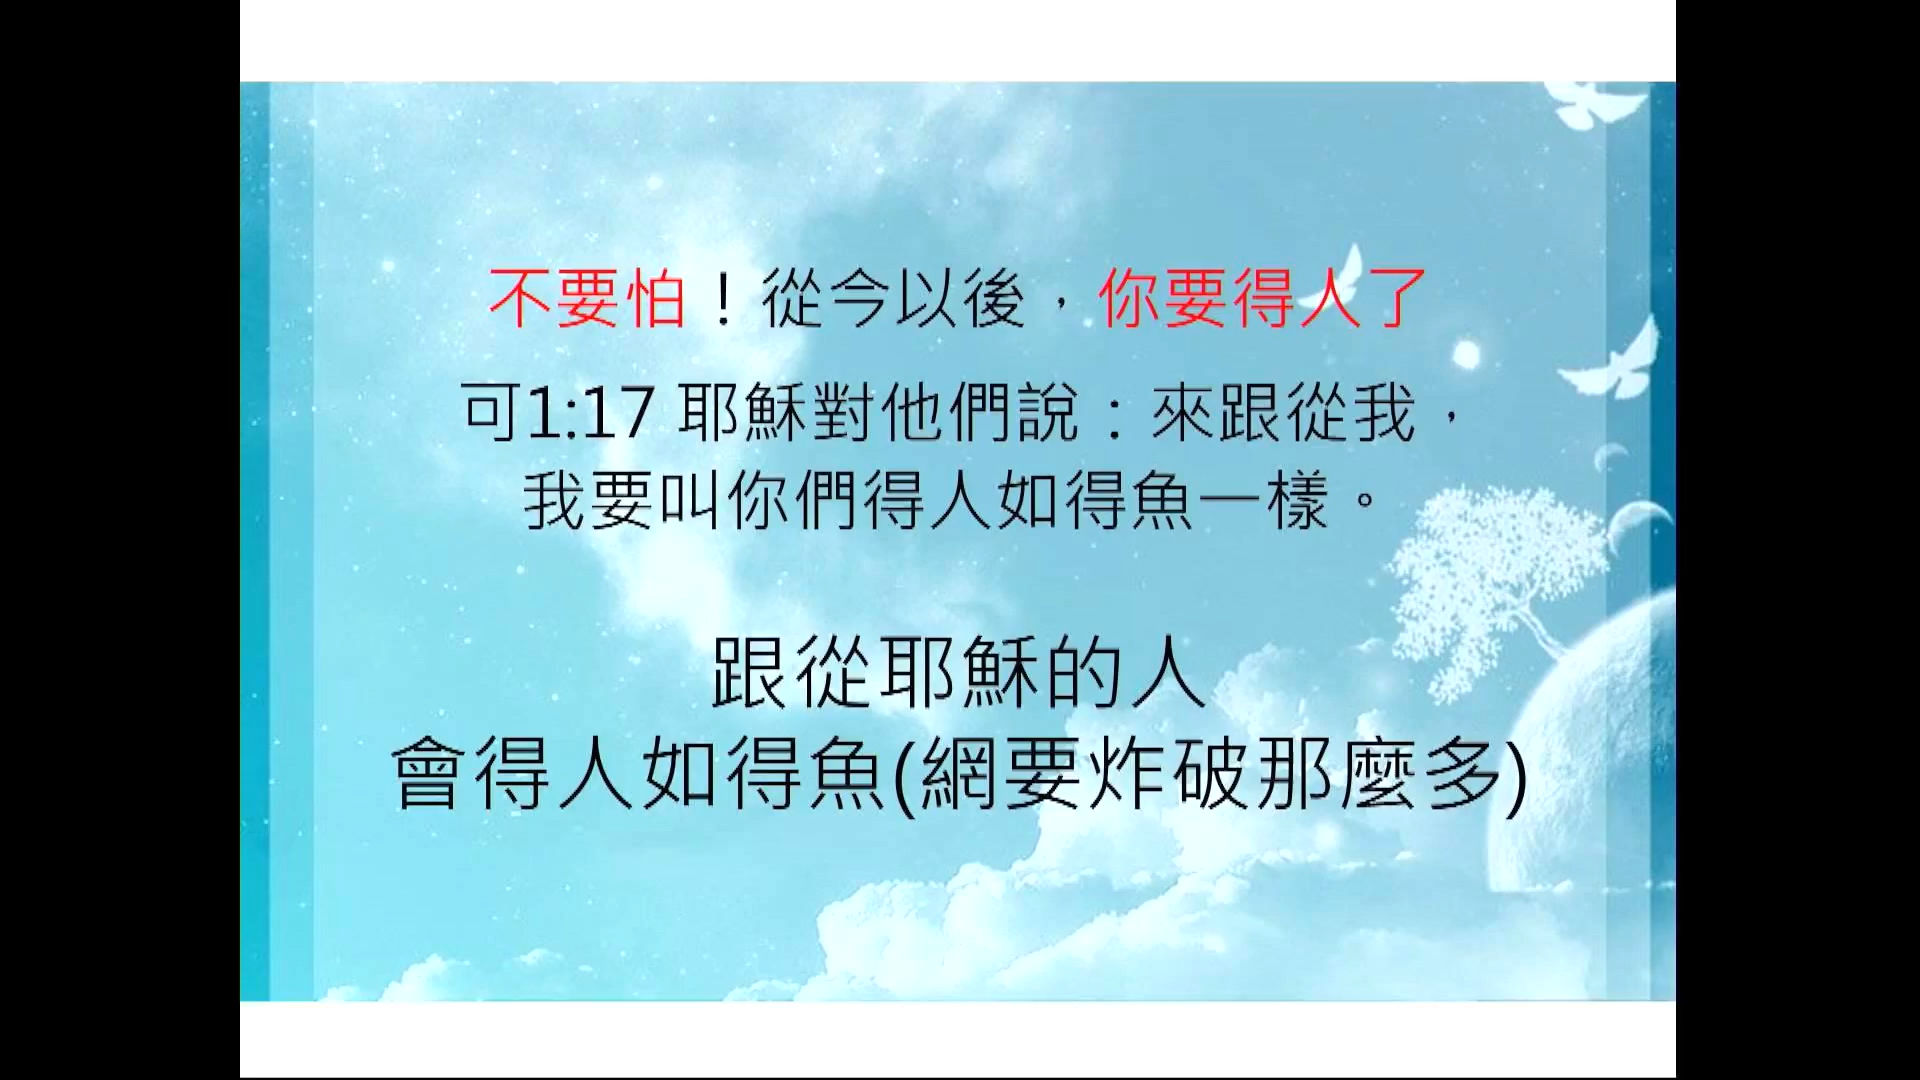 不要怕！從今以後，你要得人了
可1:17 耶穌對他們說：來跟從我，
我要叫你們得人如得魚一樣。
跟從耶穌的人
會得人如得魚(網要炸破那麼多)